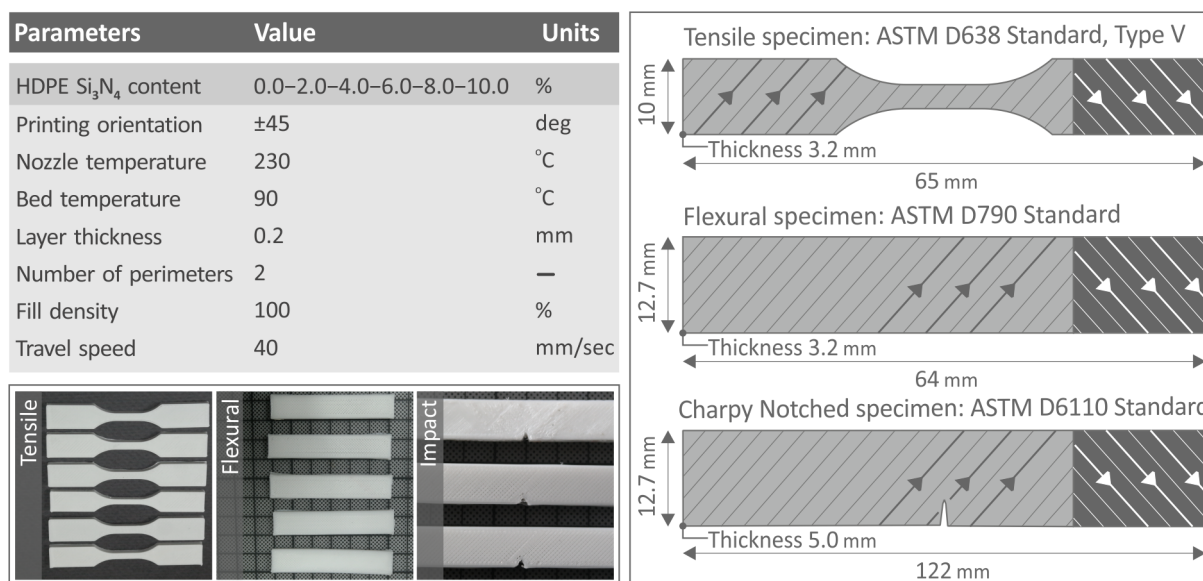 Parameters Value Units
HDPE Si₃N₄ content 0.0–2.0–4.0–6.0–8.0–10.0 %
Printing orientation ±45 deg
Nozzle temperature 230 °C
Bed temperature 90 °C
Layer thickness 0.2 mm
Number of perimeters 2 –
Fill density 100 %
Travel speed 40 mm/sec
Tensile
Flexural
Impact
Tensile specimen: ASTM D638 Standard, Type V
10 mm
Thickness 3.2 mm
65 mm
Flexural specimen: ASTM D790 Standard
12.7 mm
Thickness 3.2 mm
64 mm
Charpy Notched specimen: ASTM D6110 Standard
12.7 mm
Thickness 5.0 mm
122 mm